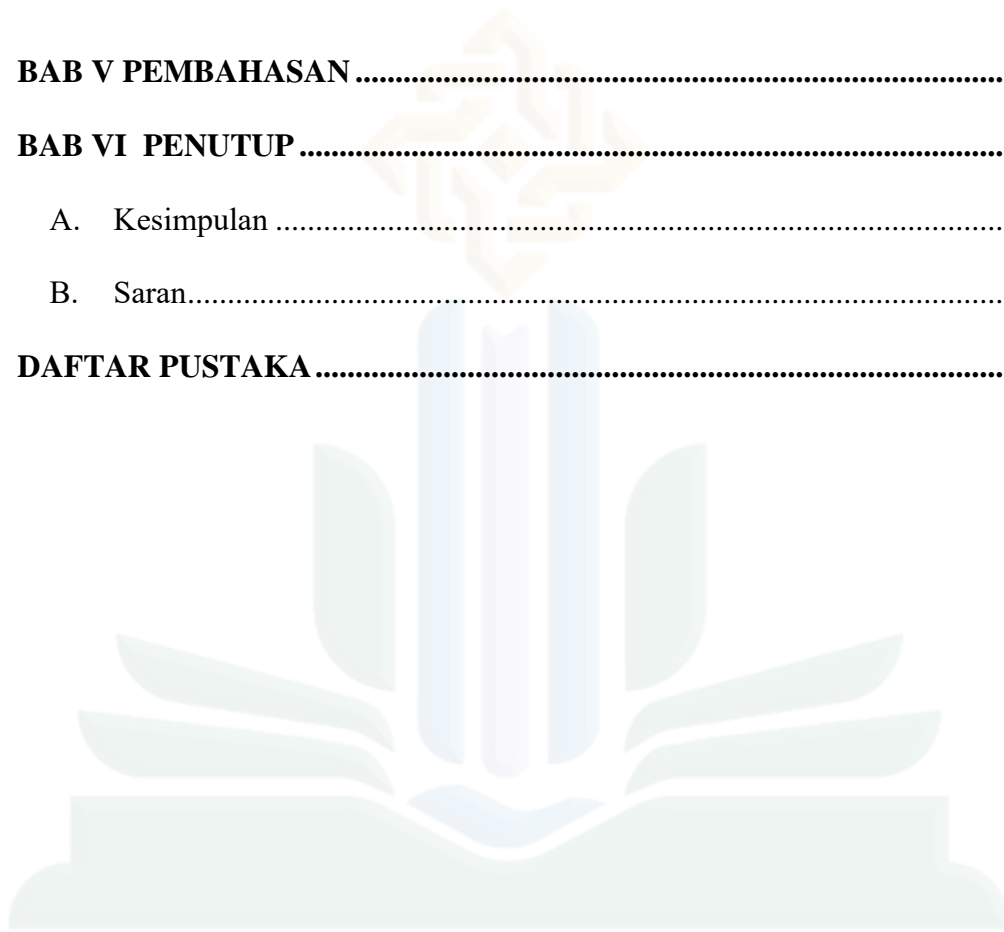 BAB V PEMBAHASAN....................................................................................
BAB VI  PENUTUP...........................................................................................
A. Kesimpulan ............................................................................................
B. Saran.......................................................................................................
DAFTAR PUSTAKA.........................................................................................